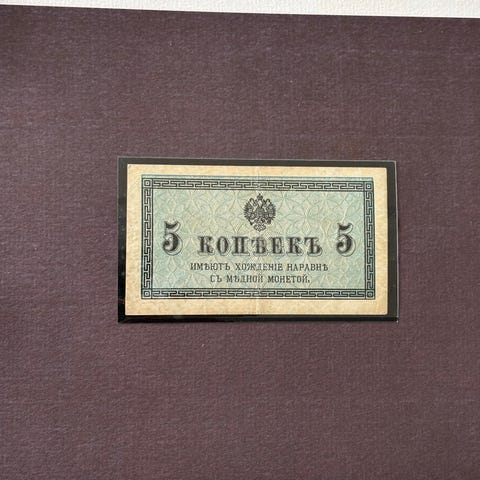 5 КОПѢЕКЪ 5
ИМѢЮТЪ ХОЖДЕНІЕ НАРАВНѢ
СЪ МѢДНОЙ МОНЕТОЙ.